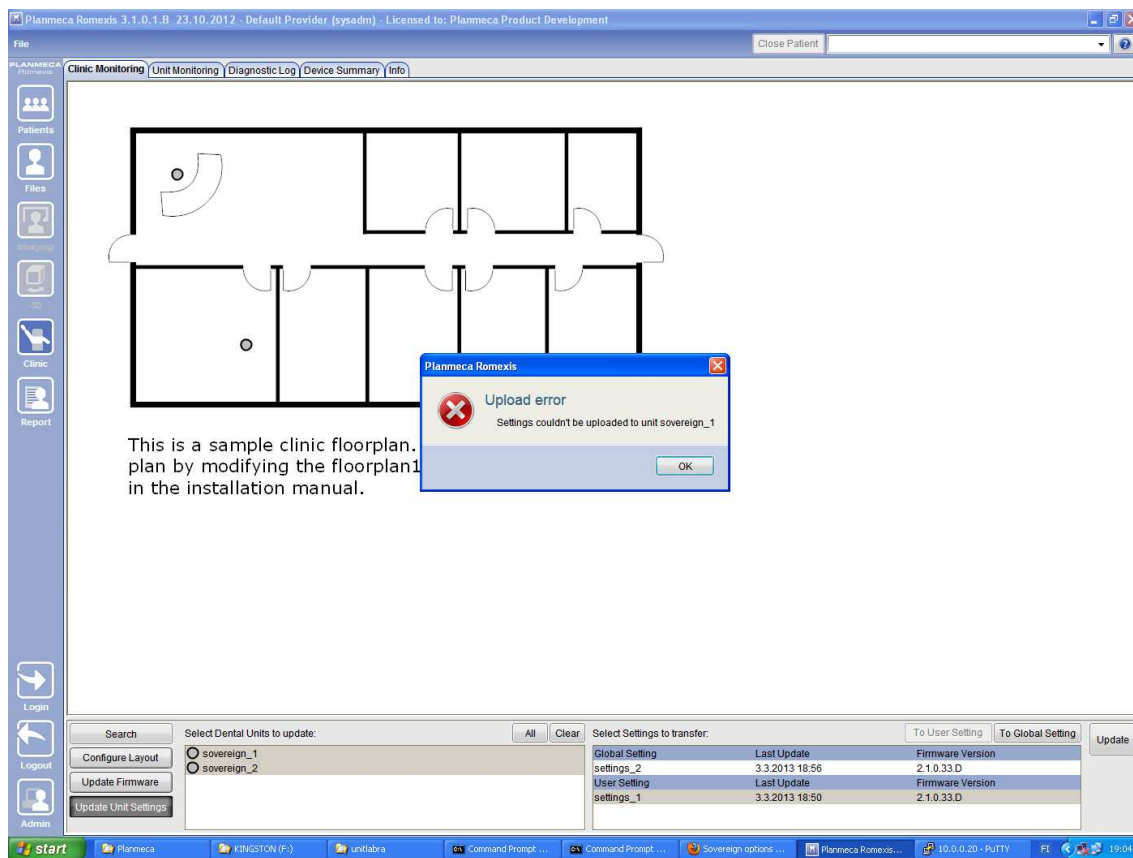 Planmeca Romexis 3.1.0.1.B 23.10.2012 - Default Provider (sysadm) - Licensed to: Planmeca Product Development
File
Close Patient
PLANMECA
Romexis
Clinic Monitoring
Unit Monitoring
Diagnostic Log
Device Summary
Info
Patients
Files
Imaging
3D
Clinic
Report
Planmeca Romexis
Upload error
Settings couldn't be uploaded to unit sovereign_1
OK
This is a sample clinic floorplan.
plan by modifying the floorplan1
in the installation manual.
Login
Logout
Admin
Search
Configure Layout
Update Firmware
Update Unit Settings
Select Dental Units to update:
All
Clear
sovereign_1
sovereign_2
Select Settings to transfer:
To User Setting
To Global Setting
Update
Global Setting Last Update Firmware Version
settings_2 3.3.2013 18:56 2.1.0.33.D
User Setting Last Update Firmware Version
settings_1 3.3.2013 18:50 2.1.0.33.D
start
Planmeca
KINGSTON (F:)
unitlabra
Command Prompt ...
Command Prompt ...
Sovereign options ...
Planmeca Romexis...
10.0.0.20 - PuTTY
FI
19:04